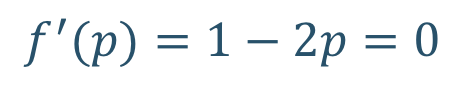 f′(p) = 1 − 2p = 0